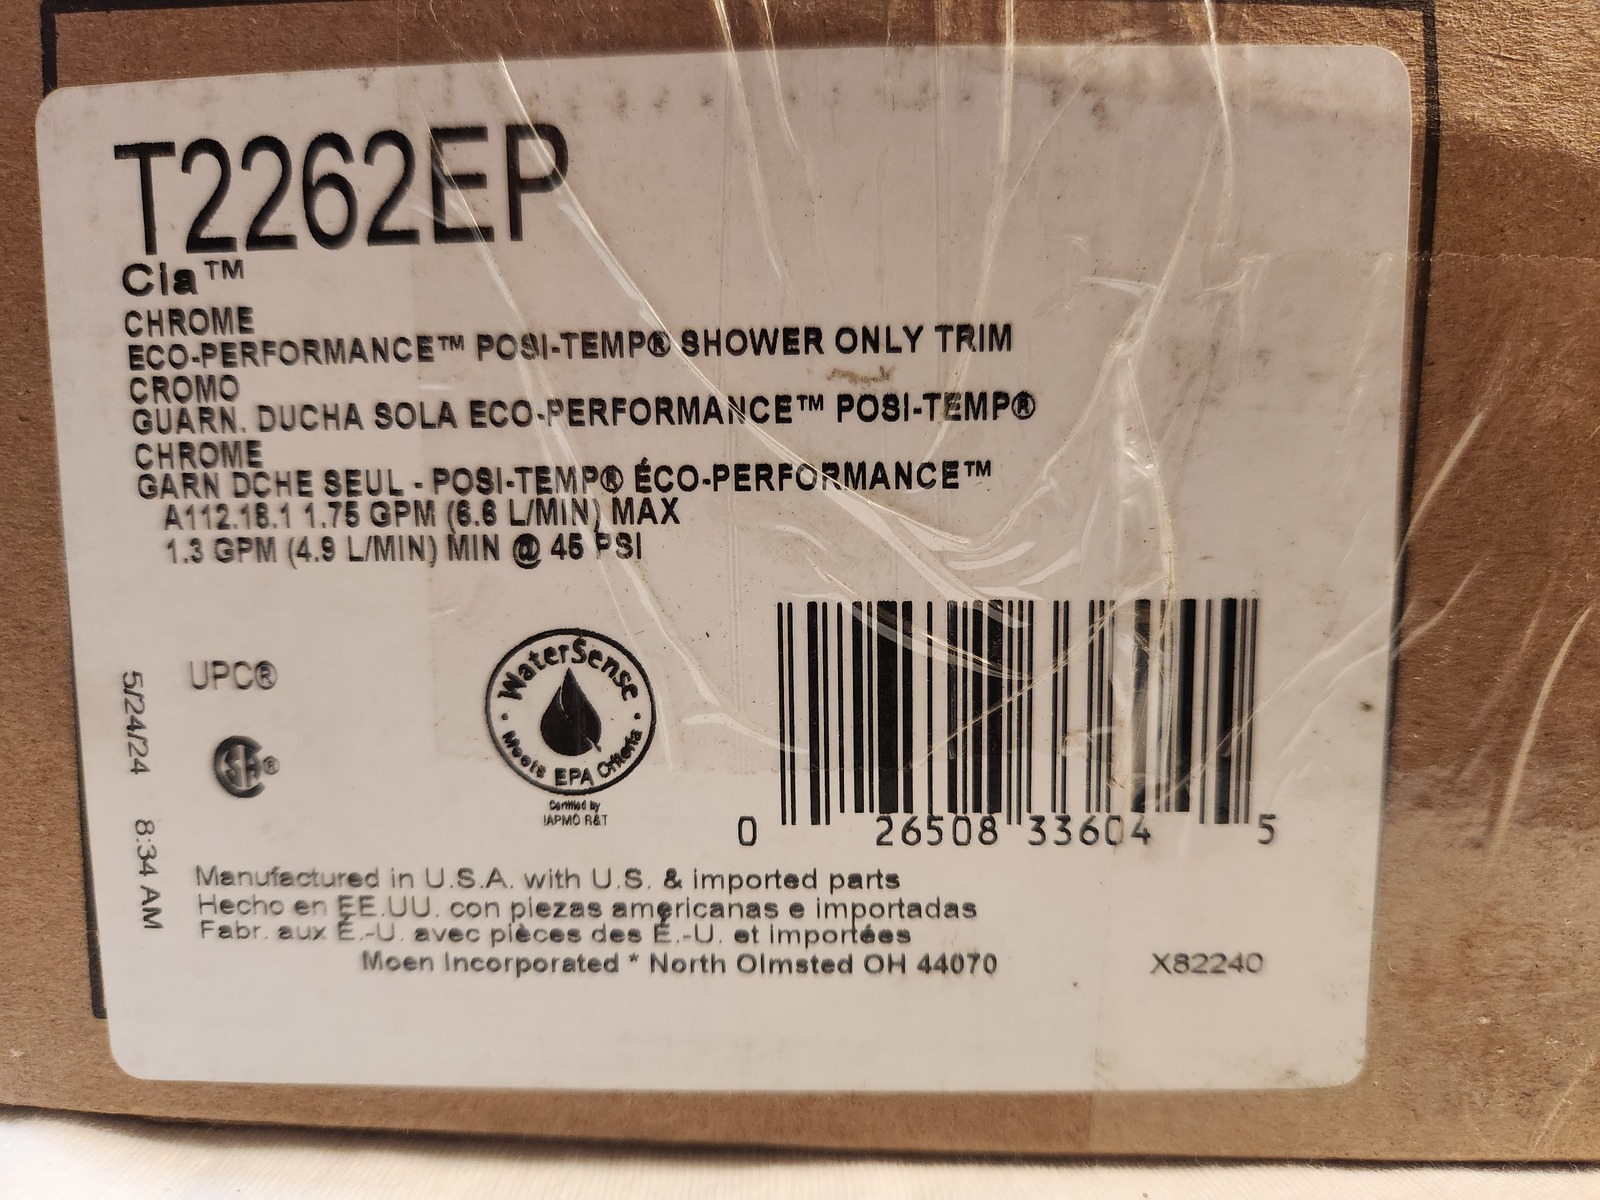 T2262EP
Cia™
CHROME
ECO-PERFORMANCE™ POSI-TEMP® SHOWER ONLY TRIM
CROMO
GUARN. DUCHA SOLA ECO-PERFORMANCE™ POSI-TEMP®
CHROME
GARN DCHE SEUL - POSI-TEMP® ÉCO-PERFORMANCE™
A112.18.1 1.75 GPM (6.6 L/MIN) MAX
1.3 GPM (4.9 L/MIN) MIN @ 45 PSI
5/24/24 8:34 AM
UPC®
CSA®
WaterSense
Meets EPA Criteria
Certified by
IAPMO R&T
0 26508 33604 5
Manufactured in U.S.A. with U.S. & imported parts
Hecho en EE.UU. con piezas americanas e importadas
Fabr. aux É.-U. avec pièces des É.-U. et importées
Moen Incorporated * North Olmsted OH 44070
X82240